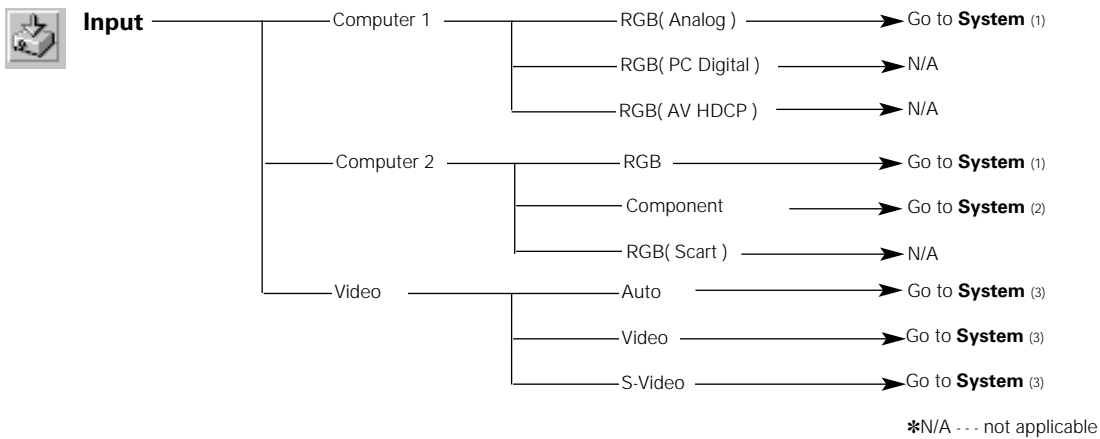 Input Computer 1 RGB( Analog ) Go to System (1)
RGB( PC Digital ) N/A
RGB( AV HDCP ) N/A
Computer 2 RGB Go to System (1)
Component Go to System (2)
RGB( Scart ) N/A
Video Auto Go to System (3)
Video Go to System (3)
S-Video Go to System (3)
✽N/A - - - not applicable